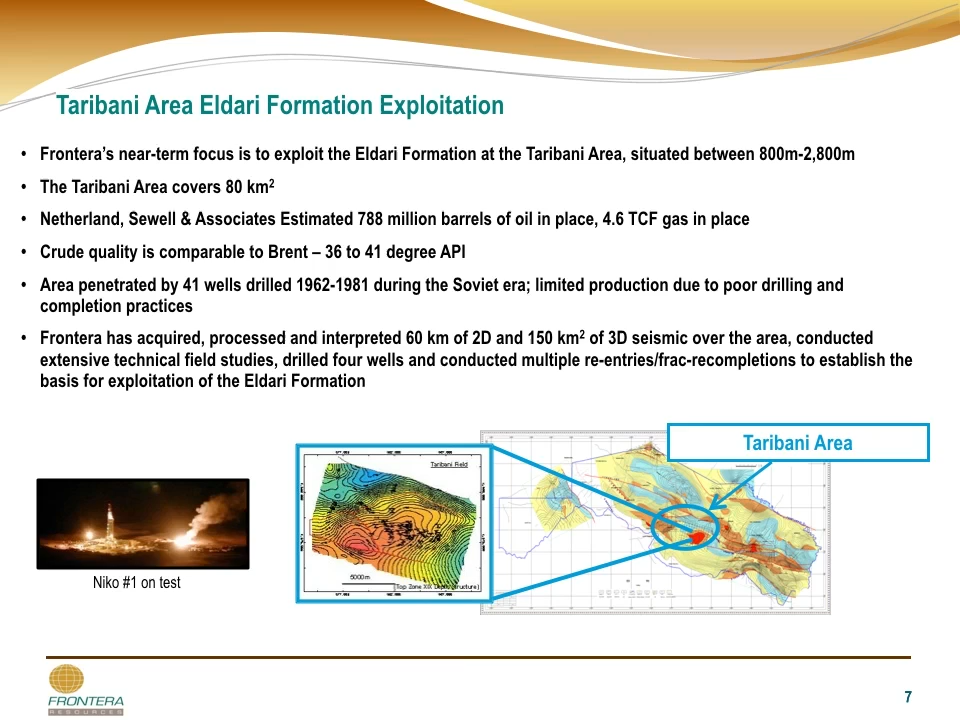 Taribani Area Eldari Formation Exploitation
• Frontera’s near-term focus is to exploit the Eldari Formation at the Taribani Area, situated between 800m-2,800m
• The Taribani Area covers 80 km²
• Netherland, Sewell & Associates Estimated 788 million barrels of oil in place, 4.6 TCF gas in place
• Crude quality is comparable to Brent – 36 to 41 degree API
• Area penetrated by 41 wells drilled 1962-1981 during the Soviet era; limited production due to poor drilling and
completion practices
• Frontera has acquired, processed and interpreted 60 km of 2D and 150 km² of 3D seismic over the area, conducted
extensive technical field studies, drilled four wells and conducted multiple re-entries/frac-recompletions to establish the
basis for exploitation of the Eldari Formation
Taribani Area
Taribani Field
5000m
Niko #1 on test
FRONTERA
RESOURCES
7